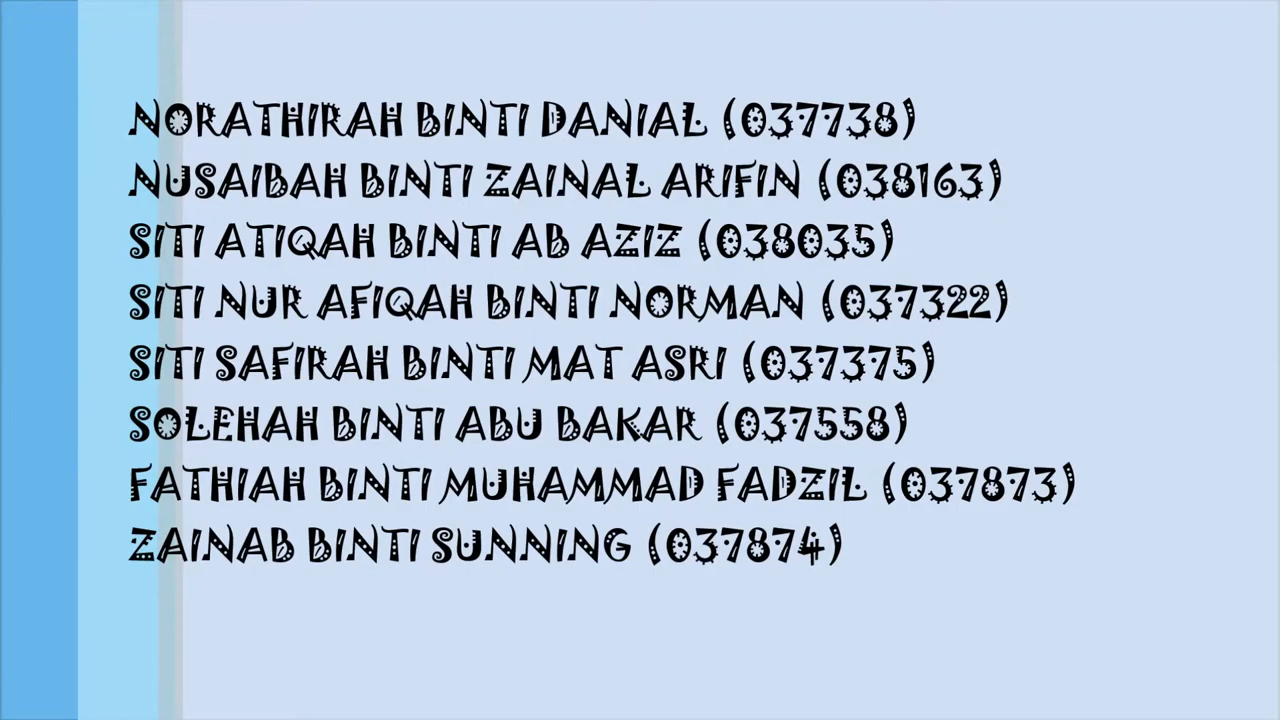 NORATHIRAH BINTI DANIAL (037738)
NUSAIBAH BINTI ZAINAL ARIFIN (038163)
SITI ATIQAH BINTI AB AZIZ (038035)
SITI NUR AFIQAH BINTI NORMAN (037322)
SITI SAFIRAH BINTI MAT ASRI (037375)
SOLEHAH BINTI ABU BAKAR (037558)
FATHIAH BINTI MUHAMMAD FADZIL (037873)
ZAINAB BINTI SUNNING (037874)